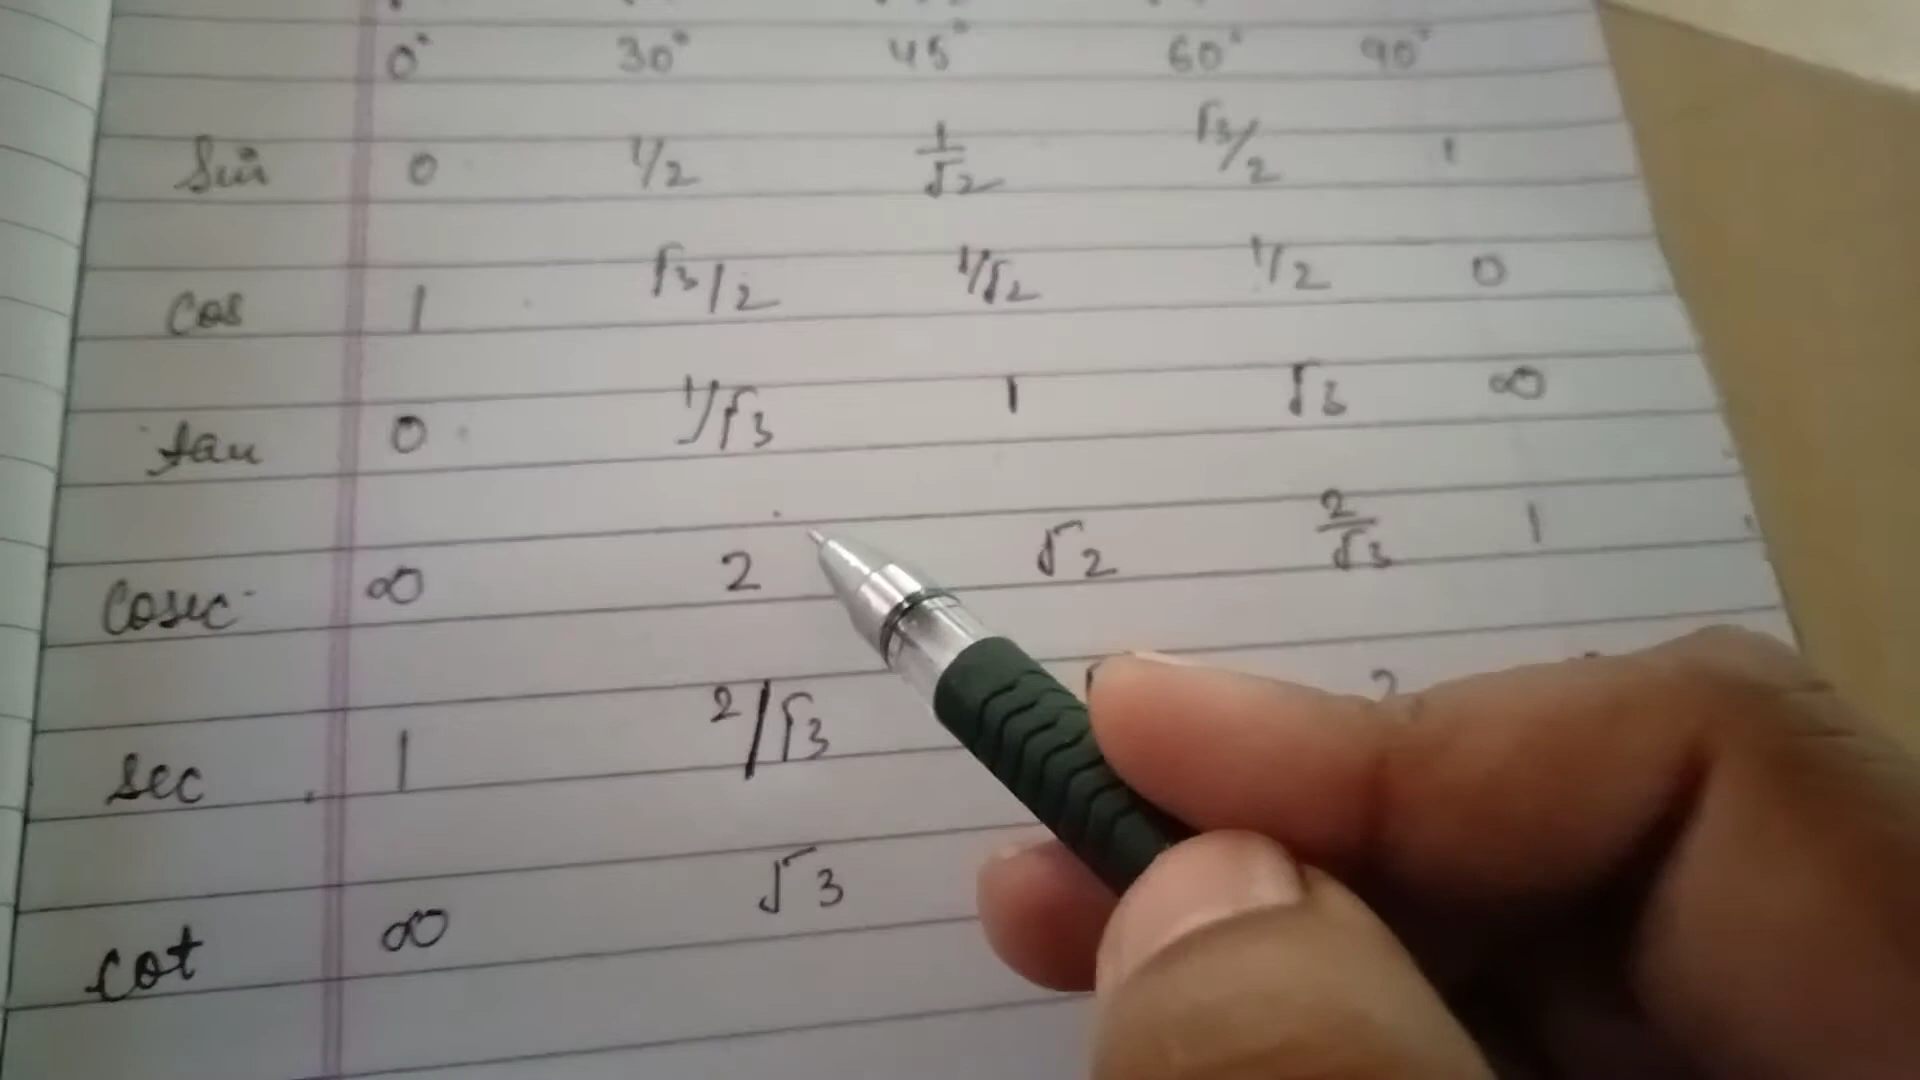 0° 30° 45° 60° 90°
Sin 0 1/2 1/√2 √3/2 1
Cos 1 √3/2 1/√2 1/2 0
tan 0 1/√3 1 √3 ∞
Cosec ∞ 2 √2 2/√3 1
Sec 1 2/√3 2
Cot ∞ √3